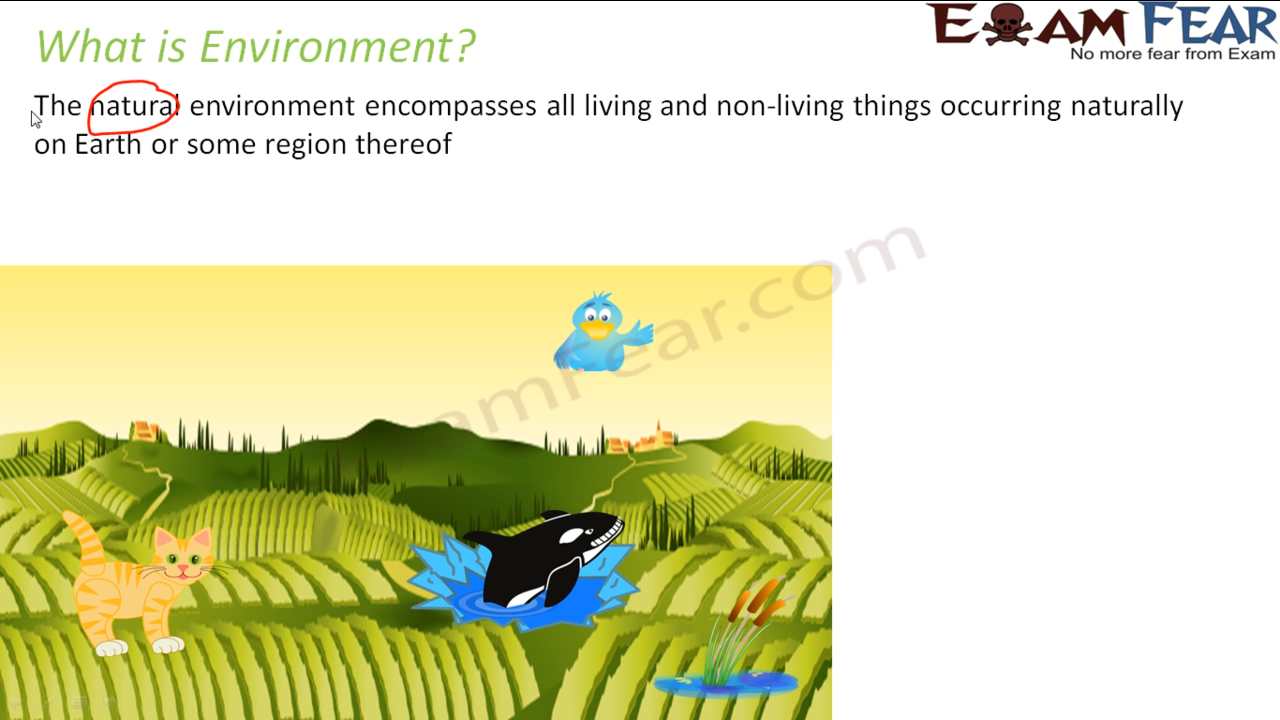 What is Environment?
EXAM FEAR
No more fear from Exam
The natural environment encompasses all living and non-living things occurring naturally
on Earth or some region thereof
ExamFear.com